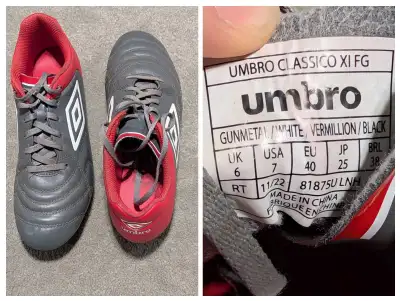 umbro
UMBRO CLASSICO XI FG
umbro
GUNMETAL/WHITE/VERMILLION/BLACK
UK USA EU JP BRL
6 7 40 25 38
RT 11/22 81875U LNH
MADE IN CHINA